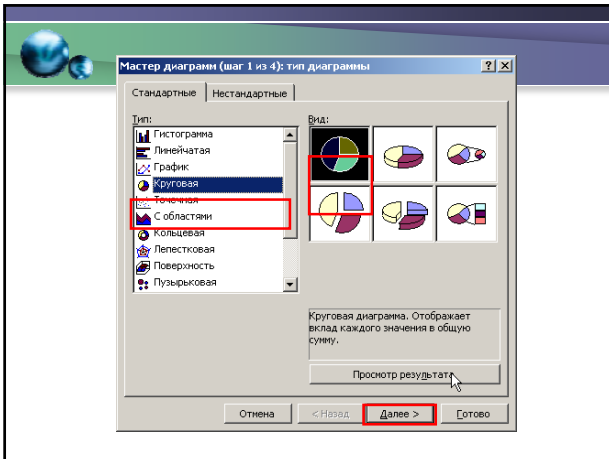 Мастер диаграмм (шаг 1 из 4): тип диаграммы
Стандартные Нестандартные
Тип:
Гистограмма
Линейчатая
График
Круговая
Точечная
С областями
Кольцевая
Лепестковая
Поверхность
Пузырьковая
Вид:
Круговая диаграмма. Отображает
вклад каждого значения в общую
сумму.
Просмотр результата
Отмена < Назад Далее > Готово